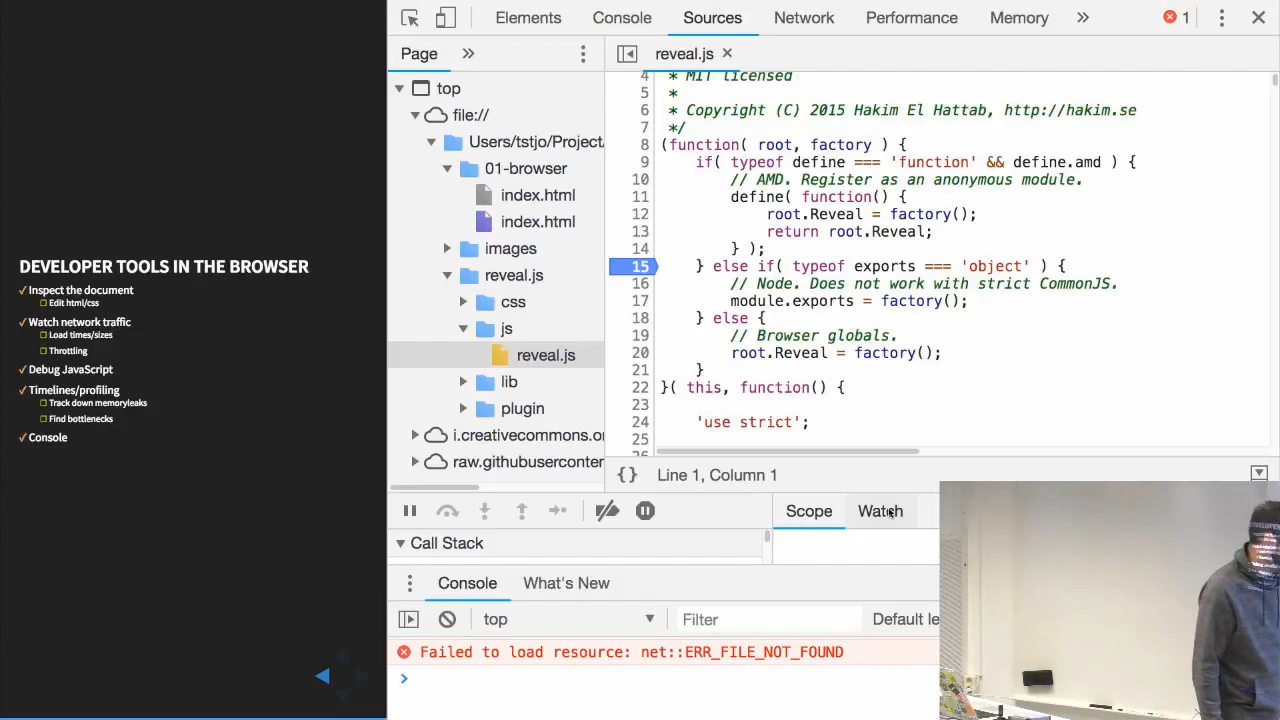 Elements Console Sources Network Performance Memory » 1
Page »
reveal.js ×
top
file://
Users/tstjo/Project
01-browser
index.html
index.html
images
reveal.js
css
js
reveal.js
lib
plugin
i.creativecommons.or
raw.githubusercontent
4 * MIT licensed
5 *
6 * Copyright (C) 2015 Hakim El Hattab, http://hakim.se
7 */
8 (function( root, factory ) {
9 if( typeof define === 'function' && define.amd ) {
10 // AMD. Register as an anonymous module.
11 define( function() {
12 root.Reveal = factory();
13 return root.Reveal;
14 } );
15 } else if( typeof exports === 'object' ) {
16 // Node. Does not work with strict CommonJS.
17 module.exports = factory();
18 } else {
19 // Browser globals.
20 root.Reveal = factory();
21 }
22 }( this, function() {
23
24 'use strict';
25
26
{} Line 1, Column 1
DEVELOPER TOOLS IN THE BROWSER
✓ Inspect the document
Edit html/css
✓ Watch network traffic
Load times/sizes
Throttling
✓ Debug JavaScript
✓ Timelines/profiling
Track down memoryleaks
Find bottlenecks
✓ Console
Scope Watch
Call Stack
Console What's New
top Filter Default le
Failed to load resource: net::ERR_FILE_NOT_FOUND